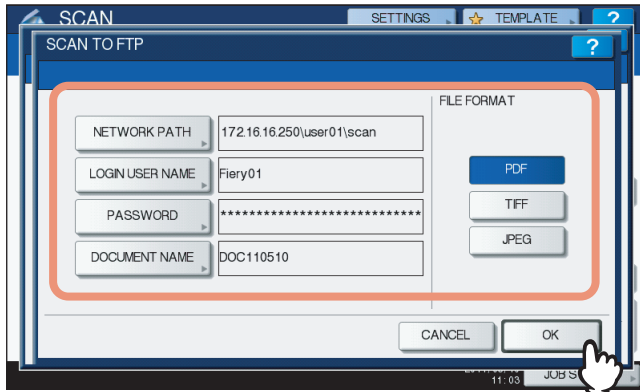 SCAN
SETTINGS
TEMPLATE
?
SCAN TO FTP
?
FILE FORMAT
NETWORK PATH
172.16.16.250\user01\scan
LOGIN USER NAME
Fiery01
PASSWORD
****************************
DOCUMENT NAME
DOC110510
PDF
TIFF
JPEG
CANCEL
OK
11:03
JOB S